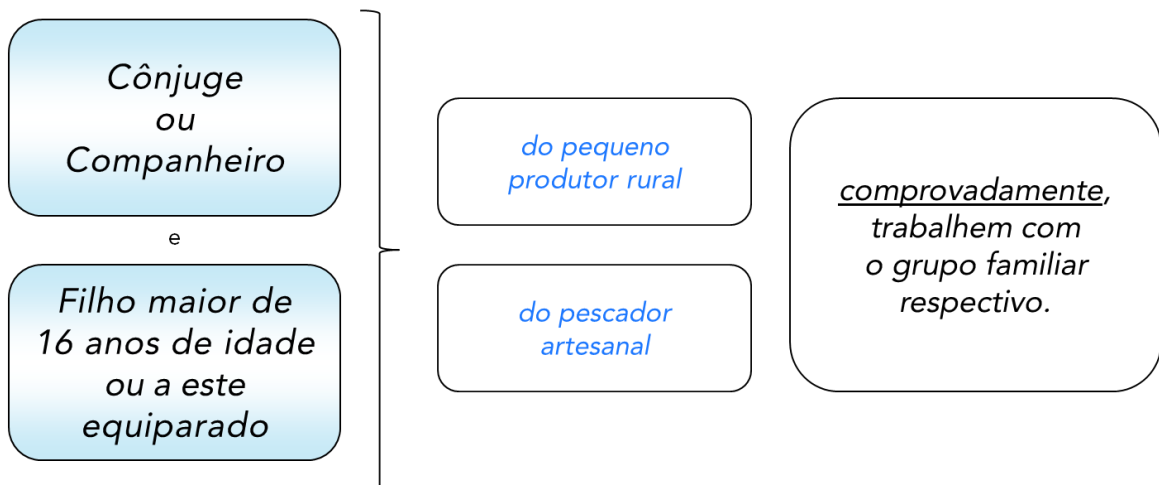 Cônjuge
ou
Companheiro
e
Filho maior de
16 anos de idade
ou a este
equiparado
do pequeno
produtor rural
do pescador
artesanal
comprovadamente,
trabalhem com
o grupo familiar
respectivo.